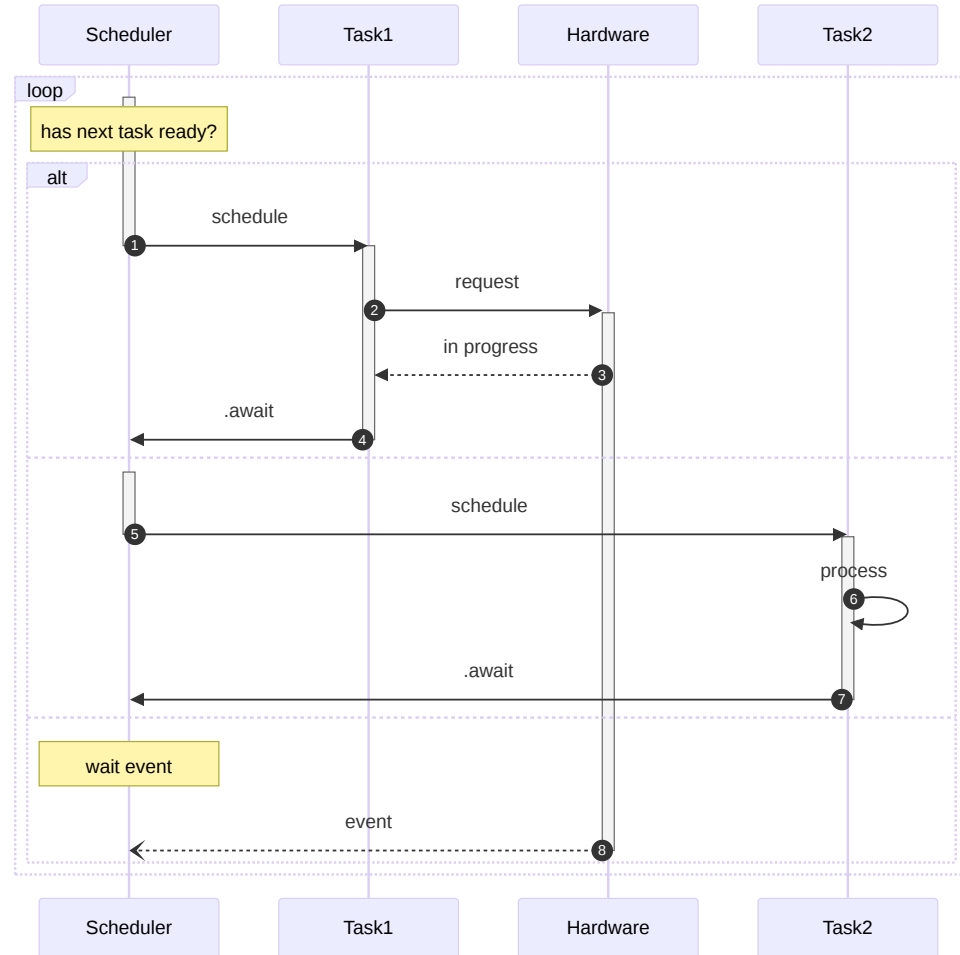 Scheduler
Task1
Hardware
Task2
loop
has next task ready?
alt
schedule
1
request
2
in progress
3
.await
4
schedule
5
process
6
.await
7
wait event
event
8
Scheduler
Task1
Hardware
Task2